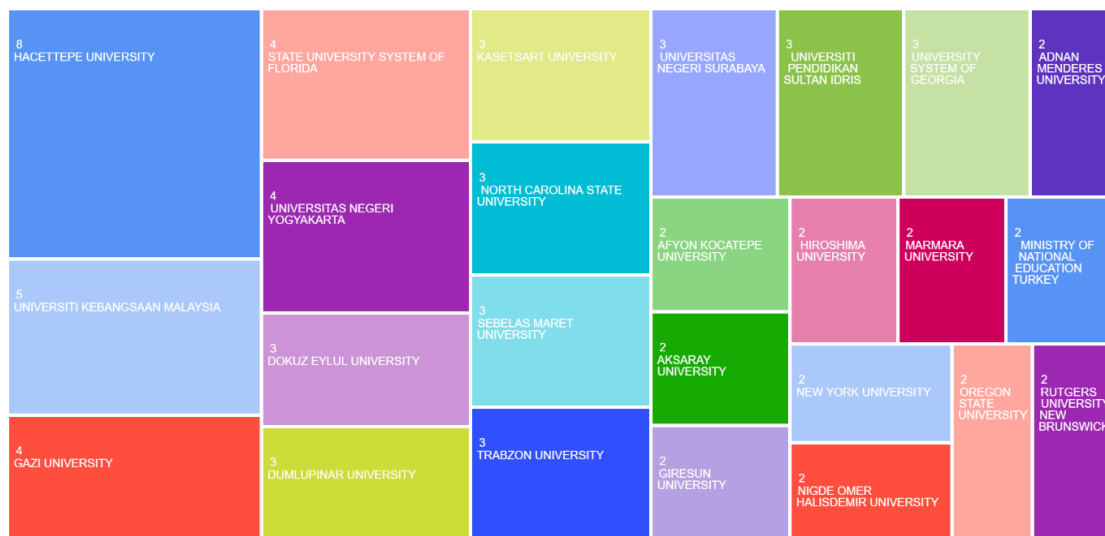 8
HACETTEPE UNIVERSITY
5
UNIVERSITI KEBANGSAAN MALAYSIA
4
GAZI UNIVERSITY
4
STATE UNIVERSITY SYSTEM OF
FLORIDA
4
UNIVERSITAS NEGERI
YOGYAKARTA
3
DOKUZ EYLUL UNIVERSITY
3
DUMLUPINAR UNIVERSITY
3
KASETSART UNIVERSITY
3
NORTH CAROLINA STATE
UNIVERSITY
3
SEBELAS MARET
UNIVERSITY
3
TRABZON UNIVERSITY
3
UNIVERSITAS
NEGERI SURABAYA
3
UNIVERSITI
PENDIDIKAN
SULTAN IDRIS
3
UNIVERSITY
SYSTEM OF
GEORGIA
2
ADNAN
MENDERES
UNIVERSITY
2
AFYON KOCATEPE
UNIVERSITY
2
AKSARAY
UNIVERSITY
2
GIRESUN
UNIVERSITY
2
HIROSHIMA
UNIVERSITY
2
MARMARA
UNIVERSITY
2
MINISTRY OF
NATIONAL
EDUCATION
TURKEY
2
NEW YORK UNIVERSITY
2
NIGDE OMER
HALISDEMIR UNIVERSITY
2
OREGON
STATE
UNIVERSITY
2
RUTGERS
UNIVERSITY
NEW
BRUNSWICK